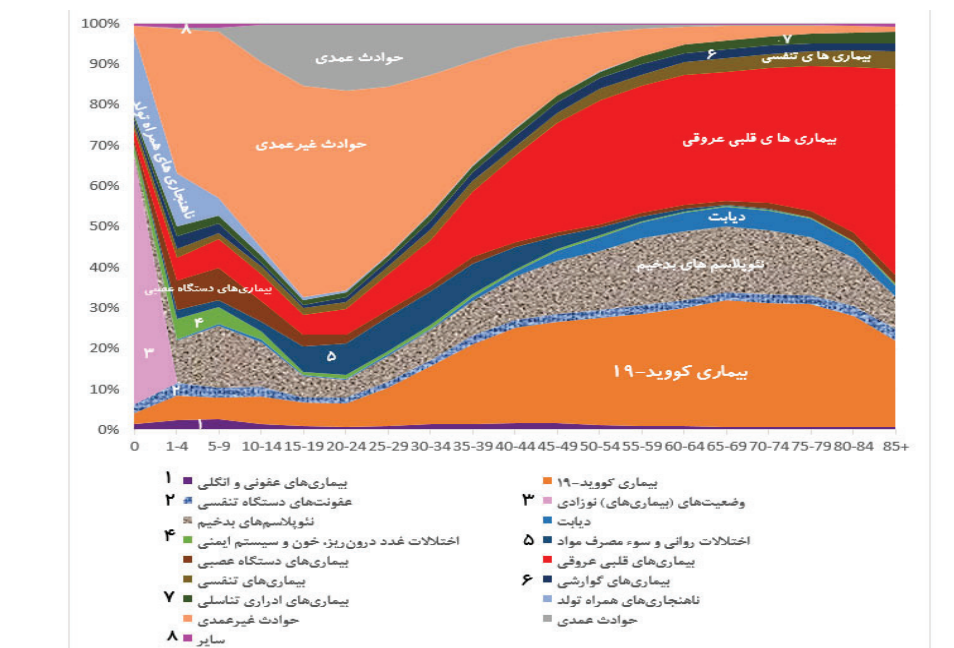 100%
90%
80%
70%
60%
50%
40%
30%
20%
10%
0%
۸
حوادث عمدی
۷
۶
بیماری ها ی تنفسی
ناهنجاری های همراه تولد
حوادث غیرعمدی
بیماری ها ی قلبی عروقی
دیابت
نئوپلاسم های بدخیم
بیماری‌های دستگاه عصبی
۴
۳
۵
بیماری کووید-۱۹
۲
۱
0 1-4 5-9 10-14 15-19 20-24 25-29 30-34 35-39 40-44 45-49 50-54 55-59 60-64 65-69 70-74 75-79 80-84 85+
بیماری کووید-۱۹
۱ بیماری‌های عفونی و انگلی
۳ وضعیت‌های (بیماری‌های) نوزادی
۲ عفونت‌های دستگاه تنفسی
دیابت
نئوپلاسم‌های بدخیم
۵ اختلالات روانی و سوء مصرف مواد
۴ اختلالات غدد درون‌ریز، خون و سیستم ایمنی
بیماری‌های قلبی عروقی
بیماری‌های دستگاه عصبی
۶ بیماری‌های گوارشی
بیماری‌های تنفسی
ناهنجاری‌های همراه تولد
۷ بیماری‌های ادراری تناسلی
حوادث عمدی
حوادث غیرعمدی
۸ سایر